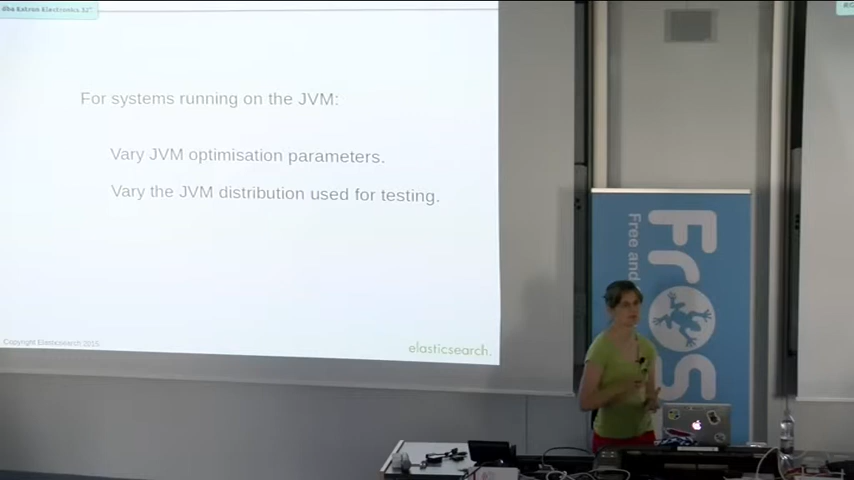 For systems running on the JVM:
Vary JVM optimisation parameters.
Vary the JVM distribution used for testing.
Copyright Elasticsearch 2015
elasticsearch.
Free and
FrOS